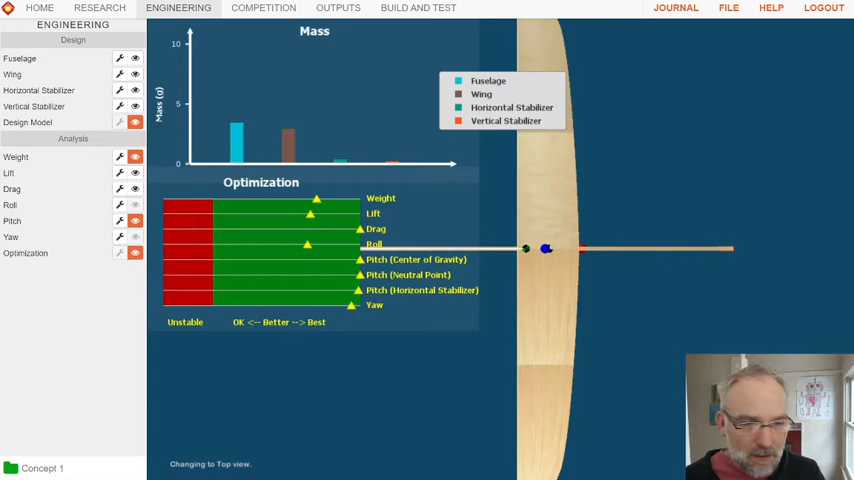 HOME
RESEARCH
ENGINEERING
COMPETITION
OUTPUTS
BUILD AND TEST
JOURNAL
FILE
HELP
LOGOUT
ENGINEERING
Design
Fuselage
Wing
Horizontal Stabilizer
Vertical Stabilizer
Design Model
Analysis
Weight
Lift
Drag
Roll
Pitch
Yaw
Optimization
Concept 1
Mass
Mass (g)
10
5
0
Fuselage
Wing
Horizontal Stabilizer
Vertical Stabilizer
Optimization
Weight
Lift
Drag
Roll
Pitch (Center of Gravity)
Pitch (Neutral Point)
Pitch (Horizontal Stabilizer)
Yaw
Unstable
OK <-- Better --> Best
Changing to Top view.